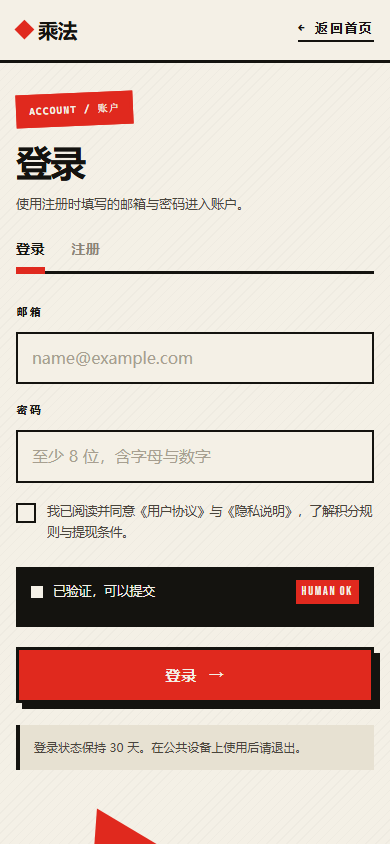 乘法
← 返回首页
ACCOUNT / 账户
登录
使用注册时填写的邮箱与密码进入账户。
登录 注册
邮箱
name@example.com
密码
至少 8 位，含字母与数字
我已阅读并同意《用户协议》与《隐私说明》，了解积分规
则与提现条件。
已验证，可以提交
HUMAN OK
登录 →
登录状态保持 30 天。在公共设备上使用后请退出。